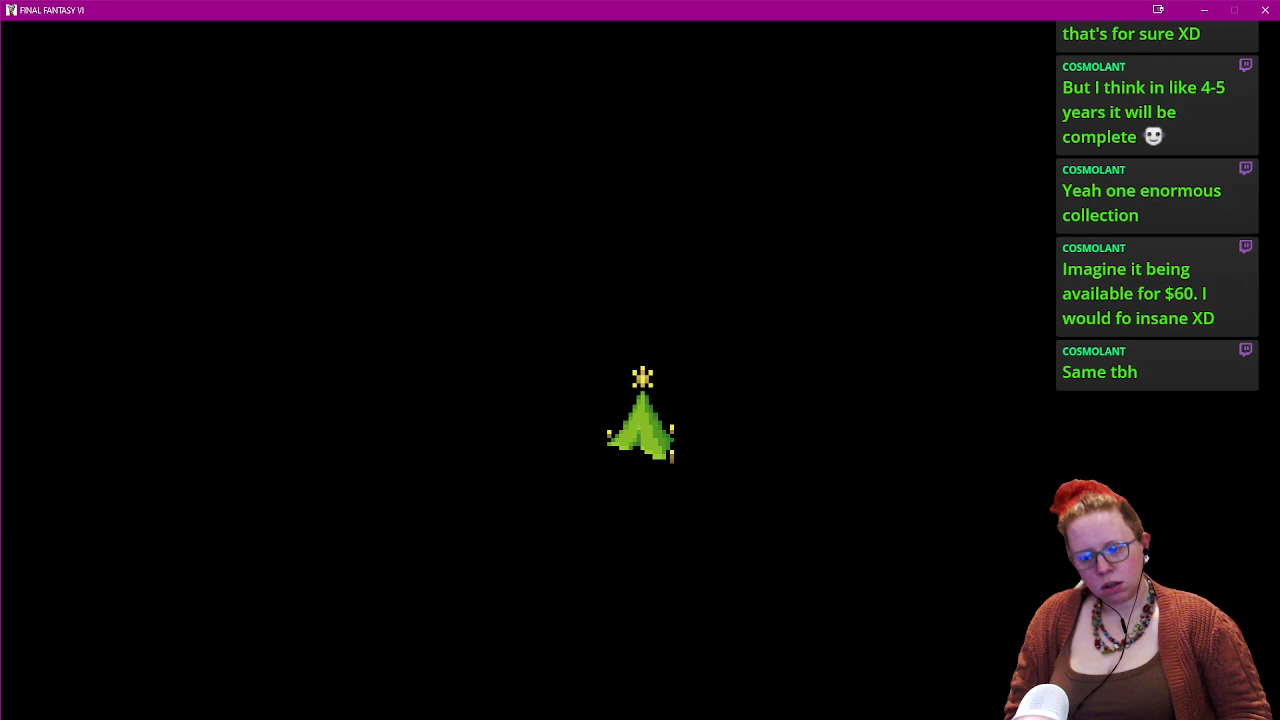 FINAL FANTASY VI
that's for sure XD
COSMOLANT
But I think in like 4-5
years it will be
complete
COSMOLANT
Yeah one enormous
collection
COSMOLANT
Imagine it being
available for $60. I
would fo insane XD
COSMOLANT
Same tbh